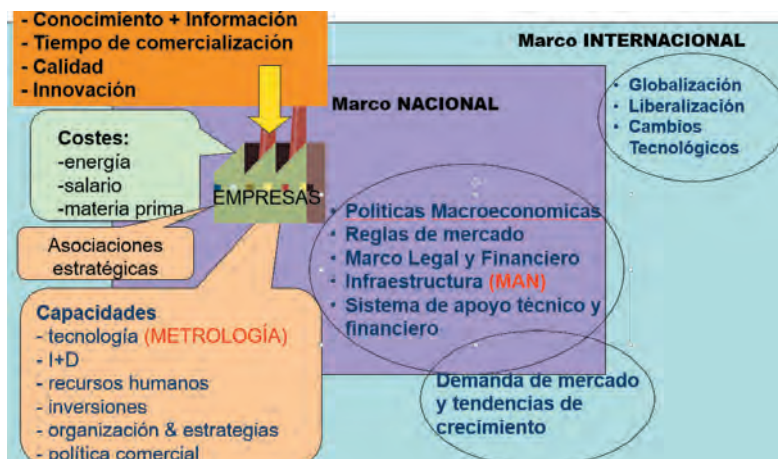 - Conocimiento + Información
- Tiempo de comercialización
- Calidad
- Innovación
Marco INTERNACIONAL
• Globalización
• Liberalización
• Cambios
Tecnológicos
Marco NACIONAL
Costes:
-energía
-salario
-materia prima
EMPRESAS
Asociaciones
estratégicas
• Politicas Macroeconomicas
• Reglas de mercado
• Marco Legal y Financiero
• Infraestructura (MAN)
• Sistema de apoyo técnico y
financiero
Capacidades
- tecnología (METROLOGÍA)
- I+D
- recursos humanos
- inversiones
- organización & estrategias
- política comercial
Demanda de mercado
y tendencias de
crecimiento